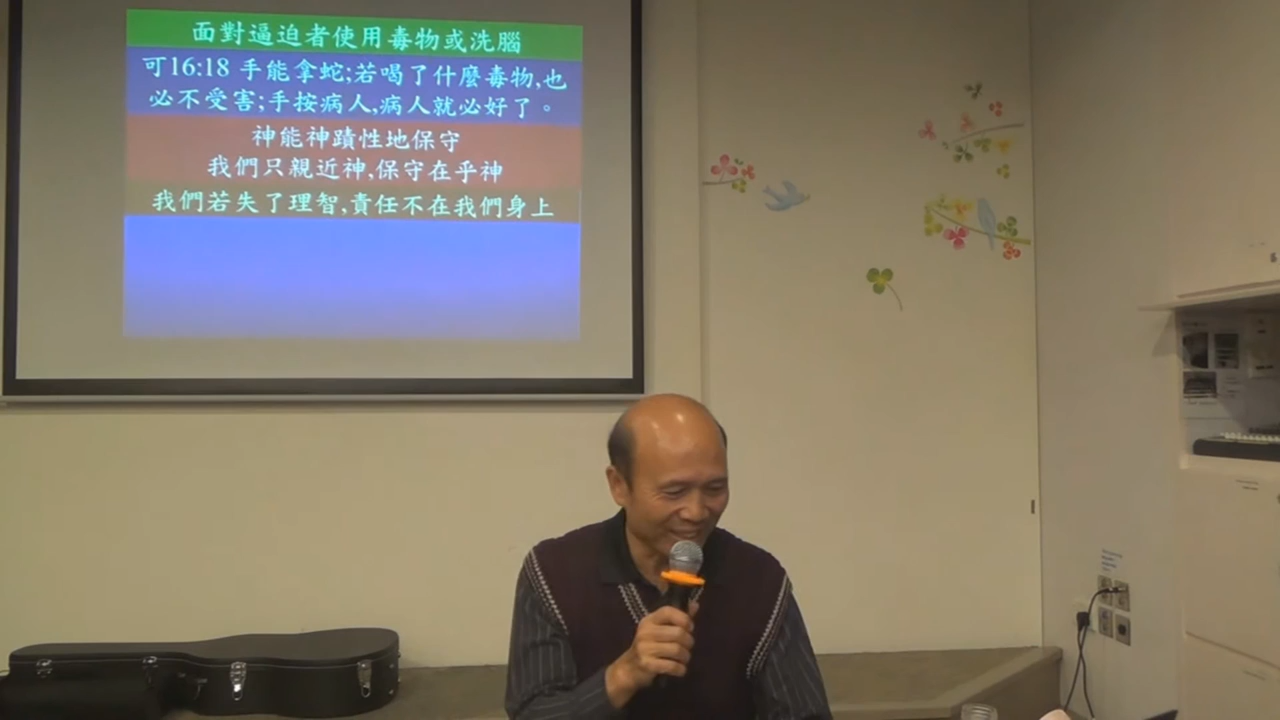 面對逼迫者使用毒物或洗腦
可16:18 手能拿蛇;若喝了什麼毒物,也
必不受害;手按病人,病人就必好了。
神能神蹟性地保守
我們只親近神,保守在乎神
我們若失了理智,責任不在我們身上